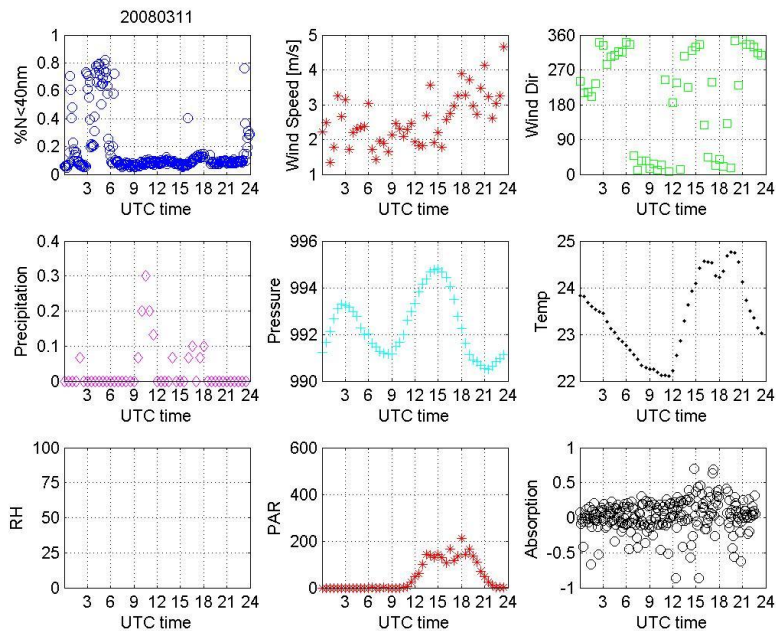 20080311
1
0.8
0.6
0.4
0.2
0
%N<40nm
3 6 9 12 15 18 21 24
UTC time
5
4
3
2
1
Wind Speed [m/s]
3 6 9 12 15 18 21 24
UTC time
360
270
180
90
0
Wind Dir
3 6 9 12 15 18 21 24
UTC time
0.4
0.3
0.2
0.1
0
Precipitation
3 6 9 12 15 18 21 24
UTC time
996
994
992
990
Pressure
3 6 9 12 15 18 21 24
UTC time
25
24
23
22
Temp
3 6 9 12 15 18 21 24
UTC time
100
75
50
25
0
RH
3 6 9 12 15 18 21 24
UTC time
600
400
200
0
PAR
3 6 9 12 15 18 21 24
UTC time
1
0.5
0
-0.5
-1
Absorption
3 6 9 12 15 18 21 24
UTC time